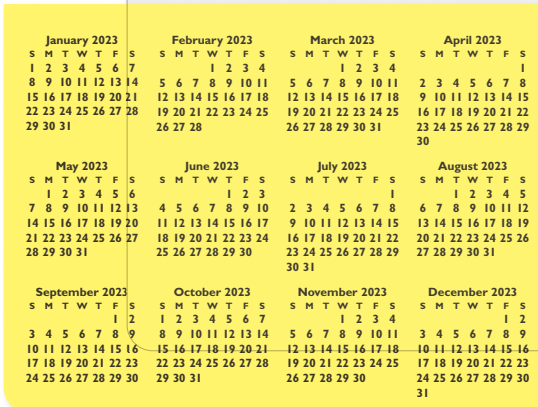 January 2023 February 2023 March 2023 April 2023
S M T W T F S S M T W T F S S M T W T F S S M T W T F S
1 2 3 4 5 6 7 1 2 3 4 1 2 3 4 1
8 9 10 11 12 13 14 5 6 7 8 9 10 11 5 6 7 8 9 10 11 2 3 4 5 6 7 8
15 16 17 18 19 20 21 12 13 14 15 16 17 18 12 13 14 15 16 17 18 9 10 11 12 13 14 15
22 23 24 25 26 27 28 19 20 21 22 23 24 25 19 20 21 22 23 24 25 16 17 18 19 20 21 22
29 30 31 26 27 28 26 27 28 29 30 31 23 24 25 26 27 28 29
30
May 2023 June 2023 July 2023 August 2023
S M T W T F S S M T W T F S S M T W T F S S M T W T F S
1 2 3 4 5 6 1 2 3 1 1 2 3 4 5
7 8 9 10 11 12 13 4 5 6 7 8 9 10 2 3 4 5 6 7 8 6 7 8 9 10 11 12
14 15 16 17 18 19 20 11 12 13 14 15 16 17 9 10 11 12 13 14 15 13 14 15 16 17 18 19
21 22 23 24 25 26 27 18 19 20 21 22 23 24 16 17 18 19 20 21 22 20 21 22 23 24 25 26
28 29 30 31 25 26 27 28 29 30 23 24 25 26 27 28 29 27 28 29 30 31
30 31
September 2023 October 2023 November 2023 December 2023
S M T W T F S S M T W T F S S M T W T F S S M T W T F S
1 2 1 2 3 4 5 6 7 1 2 3 4 1 2
3 4 5 6 7 8 9 8 9 10 11 12 13 14 5 6 7 8 9 10 11 3 4 5 6 7 8 9
10 11 12 13 14 15 16 15 16 17 18 19 20 21 12 13 14 15 16 17 18 10 11 12 13 14 15 16
17 18 19 20 21 22 23 22 23 24 25 26 27 28 19 20 21 22 23 24 25 17 18 19 20 21 22 23
24 25 26 27 28 29 30 29 30 31 26 27 28 29 30 24 25 26 27 28 29 30
31